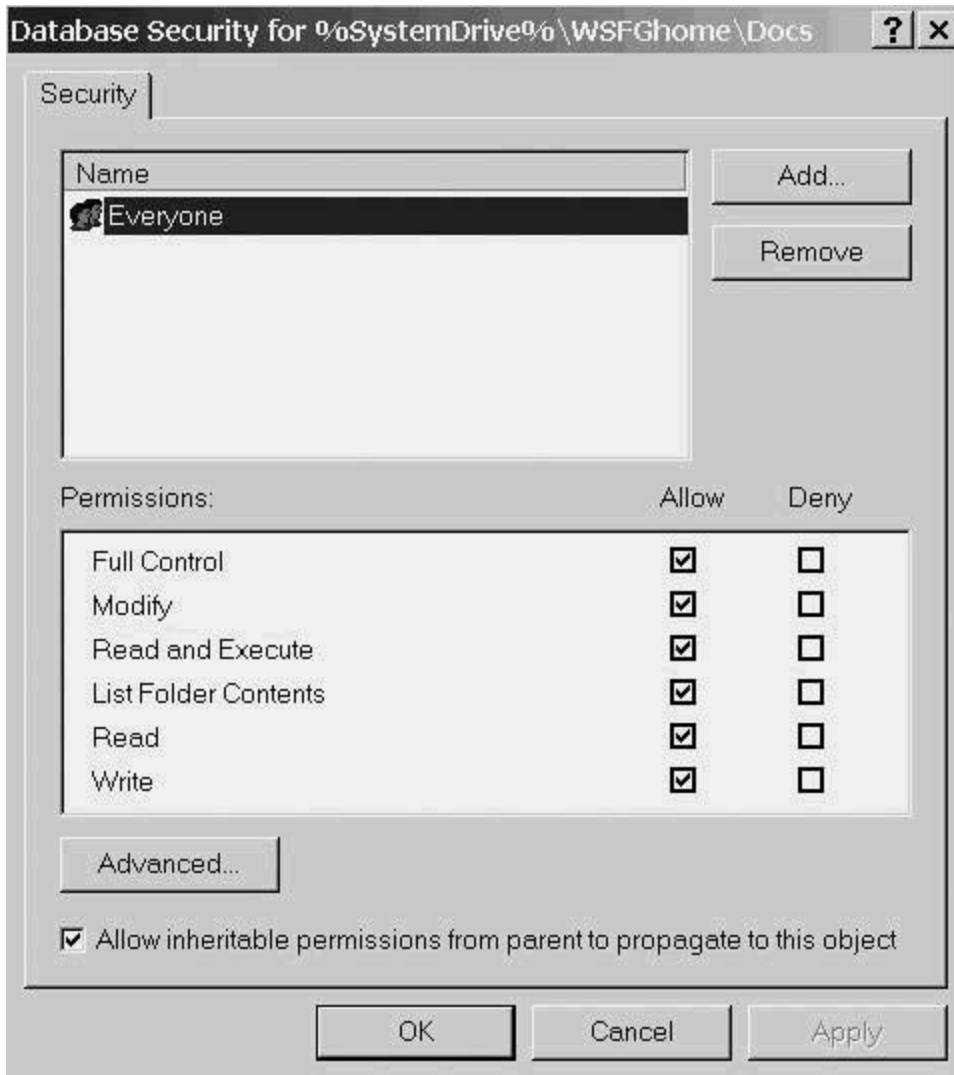 Database Security for %SystemDrive%\WSFGhome\Docs
Security
Name
Add...
Everyone
Remove
Permissions: Allow Deny
Full Control
Modify
Read and Execute
List Folder Contents
Read
Write
Advanced...
Allow inheritable permissions from parent to propagate to this object
OK Cancel Apply